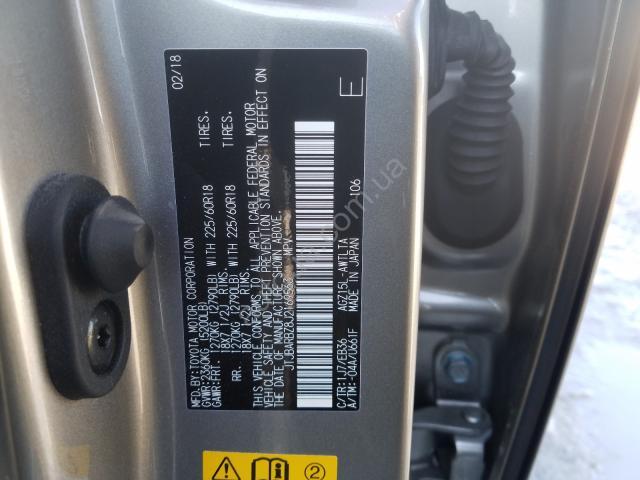 MFD.BY:TOYOTA MOTOR CORPORATION 02/18
GVWR:2360KG (5200LB)
GAWR:FRT. 1270KG (2790LB) WITH 225/60R18 TIRES.
18X7 1/2J RIMS.
RR. 1270KG (2790LB) WITH 225/60R18 TIRES.
18X7 1/2J RIMS.
THIS VEHICLE CONFORMS TO ALL APPLICABLE FEDERAL MOTOR
VEHICLE SAFETY AND THEFT PREVENTION STANDARDS IN EFFECT ON
THE DATE OF MANUFACTURE SHOWN ABOVE.
MPV
E
C/TR:1J7/EB36 AGZ15L-AWTLTA 106
A/TM:-04A/U661F MADE IN JAPAN
2